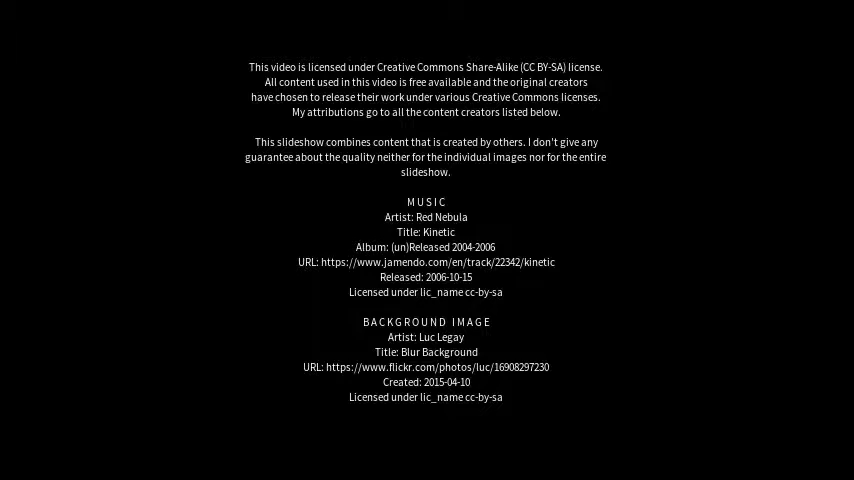 This video is licensed under Creative Commons Share-Alike (CC BY-SA) license.
All content used in this video is free available and the original creators
have chosen to release their work under various Creative Commons licenses.
My attributions go to all the content creators listed below.
This slideshow combines content that is created by others. I don't give any
guarantee about the quality neither for the individual images nor for the entire
slideshow.
MUSIC
Artist: Red Nebula
Title: Kinetic
Album: (un)Released 2004-2006
URL: https://www.jamendo.com/en/track/22342/kinetic
Released: 2006-10-15
Licensed under lic_name cc-by-sa
BACKGROUND IMAGE
Artist: Luc Legay
Title: Blur Background
URL: https://www.flickr.com/photos/luc/16908297230
Created: 2015-04-10
Licensed under lic_name cc-by-sa